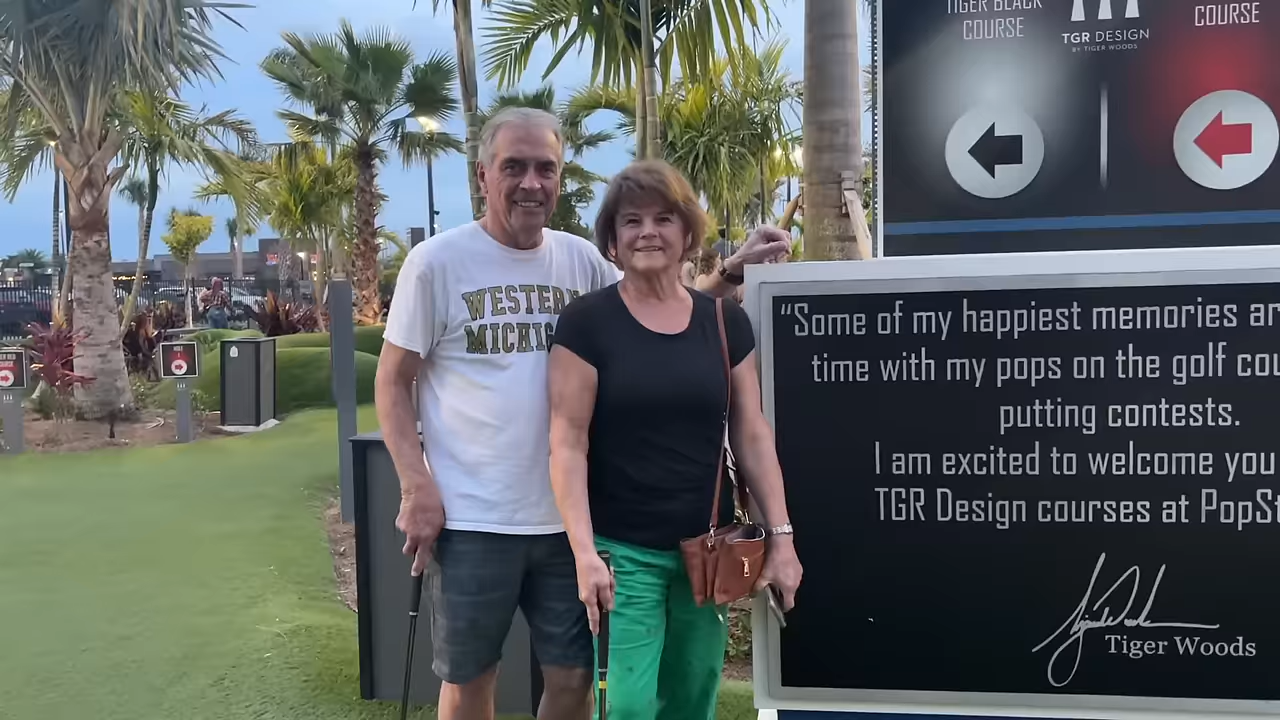 TIGER BLACK
COURSE
TGR DESIGN
BY TIGER WOODS
COURSE
WESTERN
MICHIG
"Some of my happiest memories ar
time with my pops on the golf cou
putting contests.
I am excited to welcome you
TGR Design courses at PopSt
Tiger Woods